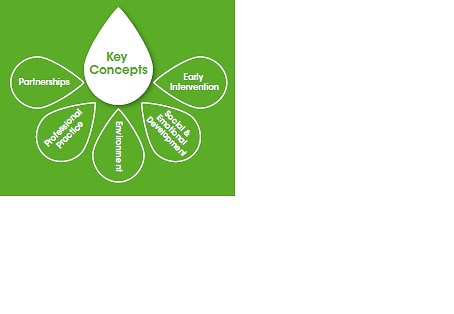 Key
Concepts
Partnerships
Early
Intervention
Professional
Practice
Environment
Social &
Emotional
Development